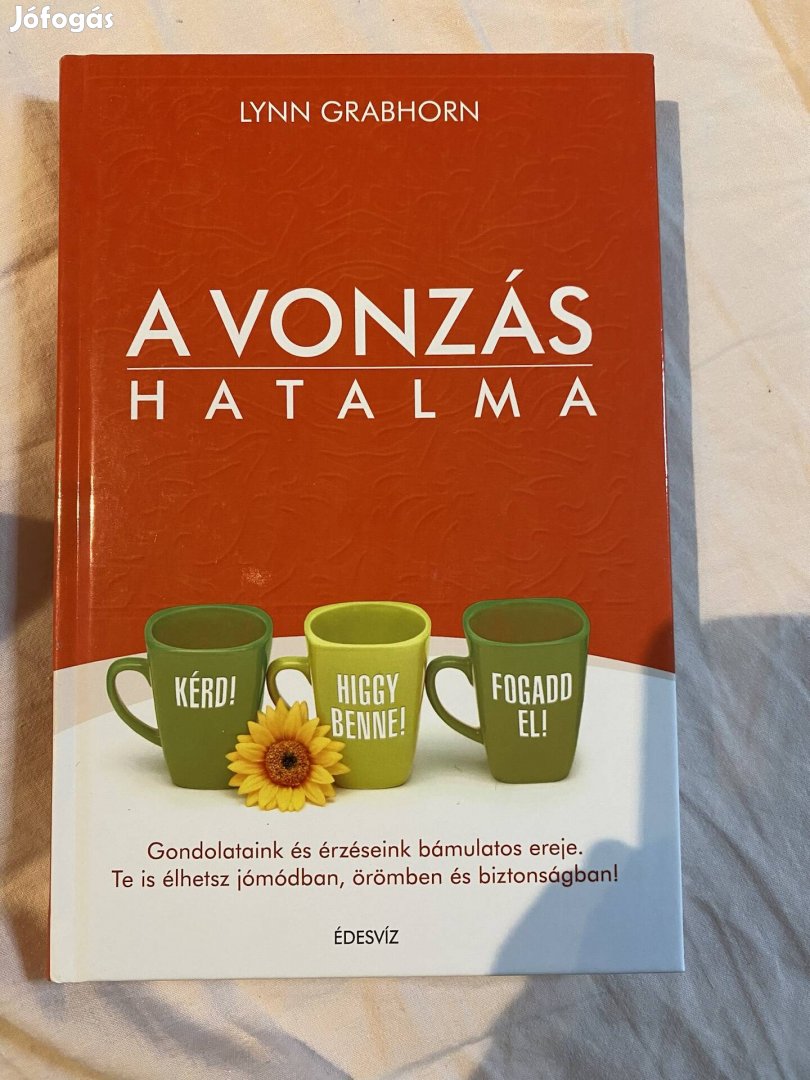 Jófogás
LYNN GRABHORN
A VONZÁS
HATALMA
KÉRD!
HIGGY
BENNE!
FOGADD
EL!
Gondolataink és érzéseink bámulatos ereje.
Te is élhetsz jómódban, örömben és biztonságban!
ÉDESVÍZ